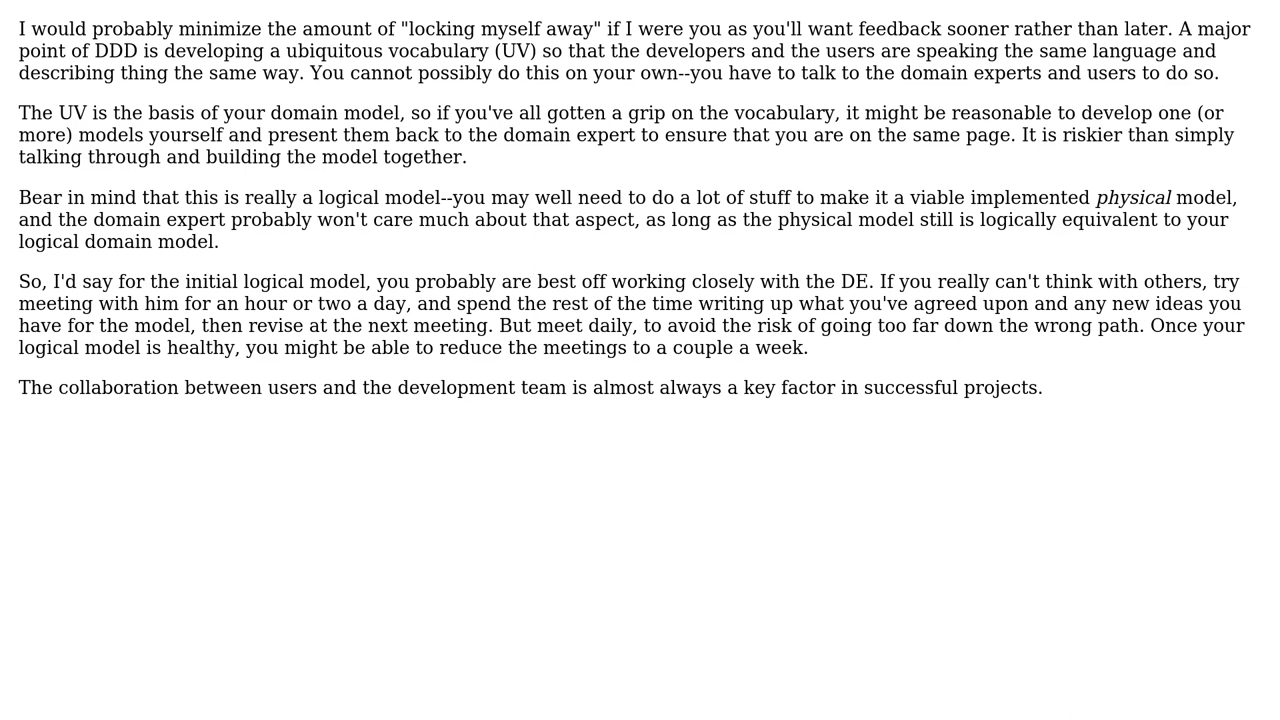 I would probably minimize the amount of "locking myself away" if I were you as you'll want feedback sooner rather than later. A major
point of DDD is developing a ubiquitous vocabulary (UV) so that the developers and the users are speaking the same language and
describing thing the same way. You cannot possibly do this on your own--you have to talk to the domain experts and users to do so.
The UV is the basis of your domain model, so if you've all gotten a grip on the vocabulary, it might be reasonable to develop one (or
more) models yourself and present them back to the domain expert to ensure that you are on the same page. It is riskier than simply
talking through and building the model together.
Bear in mind that this is really a logical model--you may well need to do a lot of stuff to make it a viable implemented physical model,
and the domain expert probably won't care much about that aspect, as long as the physical model still is logically equivalent to your
logical domain model.
So, I'd say for the initial logical model, you probably are best off working closely with the DE. If you really can't think with others, try
meeting with him for an hour or two a day, and spend the rest of the time writing up what you've agreed upon and any new ideas you
have for the model, then revise at the next meeting. But meet daily, to avoid the risk of going too far down the wrong path. Once your
logical model is healthy, you might be able to reduce the meetings to a couple a week.
The collaboration between users and the development team is almost always a key factor in successful projects.